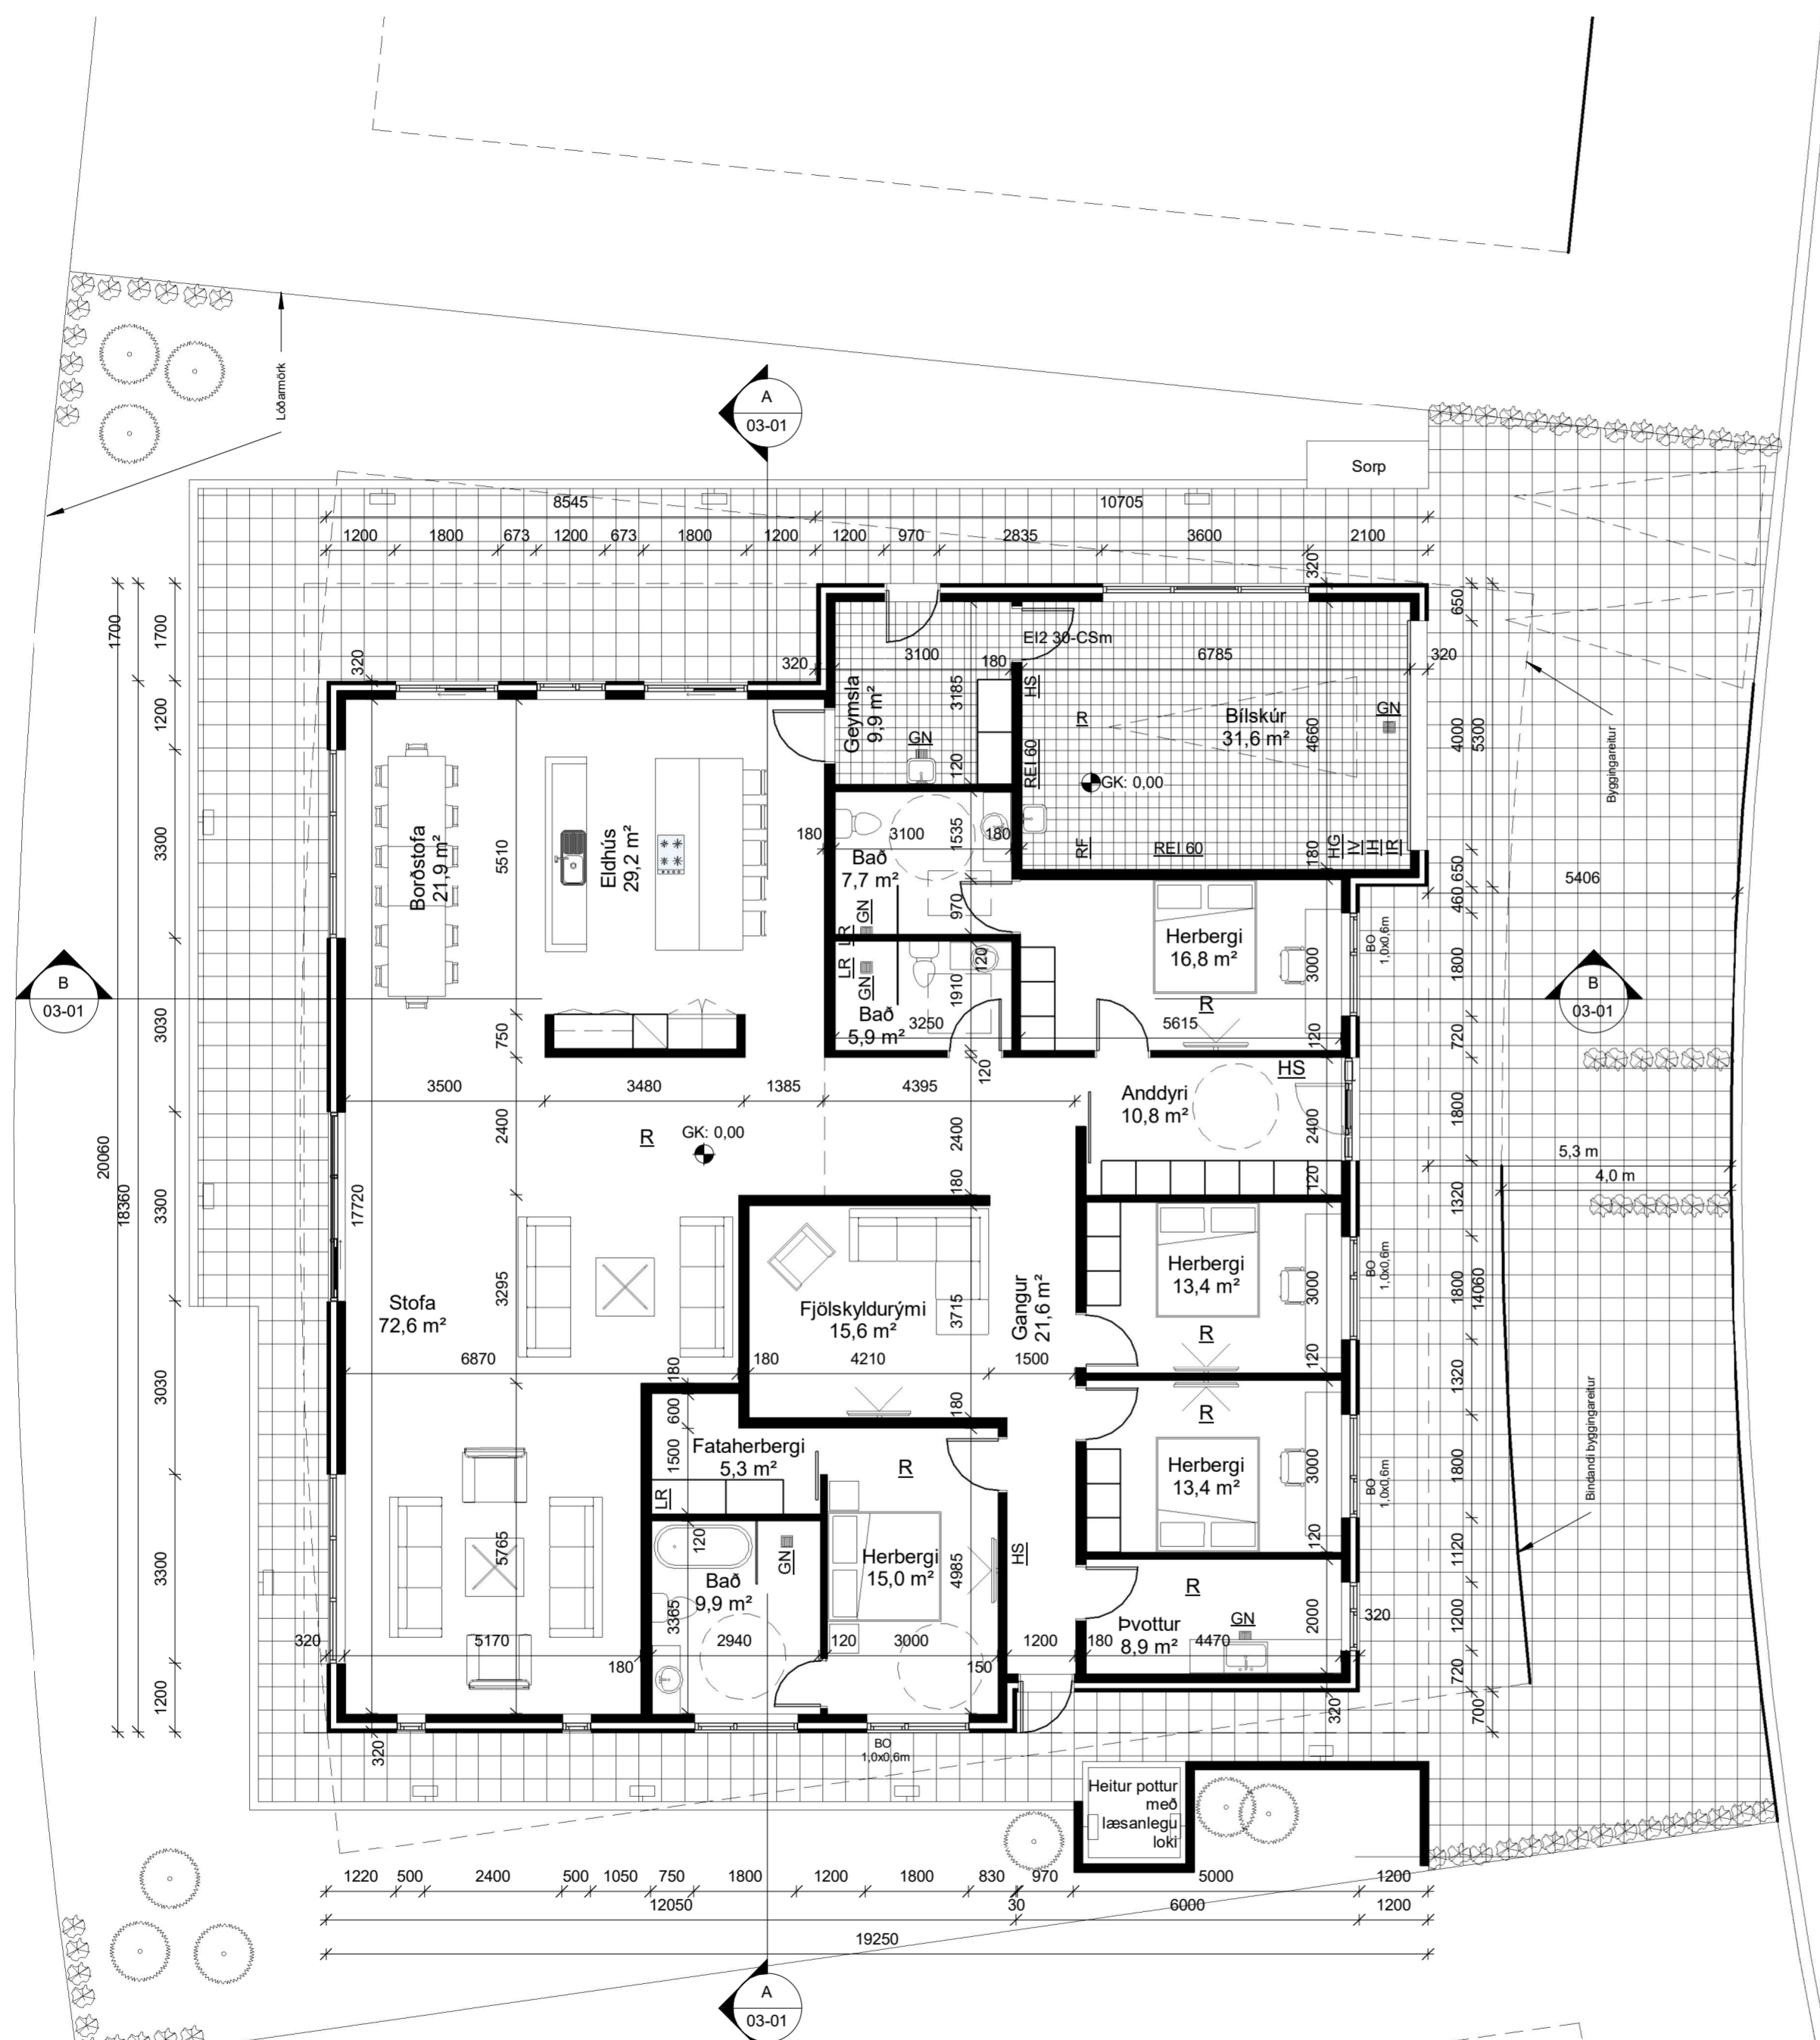 Lóðarmörk
A
03-01
Sorp
8545
10705
1200
1800
673
1200
673
1800
1200
1200
970
2835
3600
2100
320
650
1700
1700
320
EI2 30-CSm
320
3100
180
6785
320
HS
3185
Geymsla
9,9 m²
R
Bílskúr
31,6 m²
GN
GN
4660
4000
5300
Byggingareitur
1200
120
REI 60
GK: 0,00
3300
Borðstofa
21,9 m²
5510
Eldhús
29,2 m²
180
3100
1535
180
RF
REI 60
180
HG
IV
IH
IR
Bað
7,7 m²
970
GN
LR
650
460
5406
BO
1,0x0,6m
Herbergi
16,8 m²
3000
1800
B
03-01
B
03-01
LR
GN
120
1910
Bað
5,9 m²
3250
R
5615
120
720
3030
750
120
3500
3480
1385
4395
HS
Anddyri
10,8 m²
1800
2400
2400
2400
R
GK: 0,00
180
120
5,3 m
4,0 m
1320
20060
18360
3300
17720
3295
Stofa
72,6 m²
Fjölskyldurými
15,6 m²
3715
Gangur
21,6 m²
Herbergi
13,4 m²
3000
BO
1,0x0,6m
1800
14060
R
6870
180
180
4210
1500
120
3030
1320
600
180
R
Bindandi byggingareitur
Fataherbergi
5,3 m²
1500
LR
R
Herbergi
13,4 m²
3000
BO
1,0x0,6m
1800
120
GN
120
3300
5765
Bað
9,9 m²
3365
Herbergi
15,0 m²
4985
HS
1120
R
Þvottur
8,9 m²
GN
2000
1200
320
320
5170
180
2940
120
3000
150
1200
180
4470
1200
720
320
320
700
BO
1,0x0,6m
Heitur pottur
með
læsanlegu
loki
1220
500
2400
500
1050
750
1800
1200
1800
830
970
5000
1200
12050
30
6000
1200
19250
A
03-01